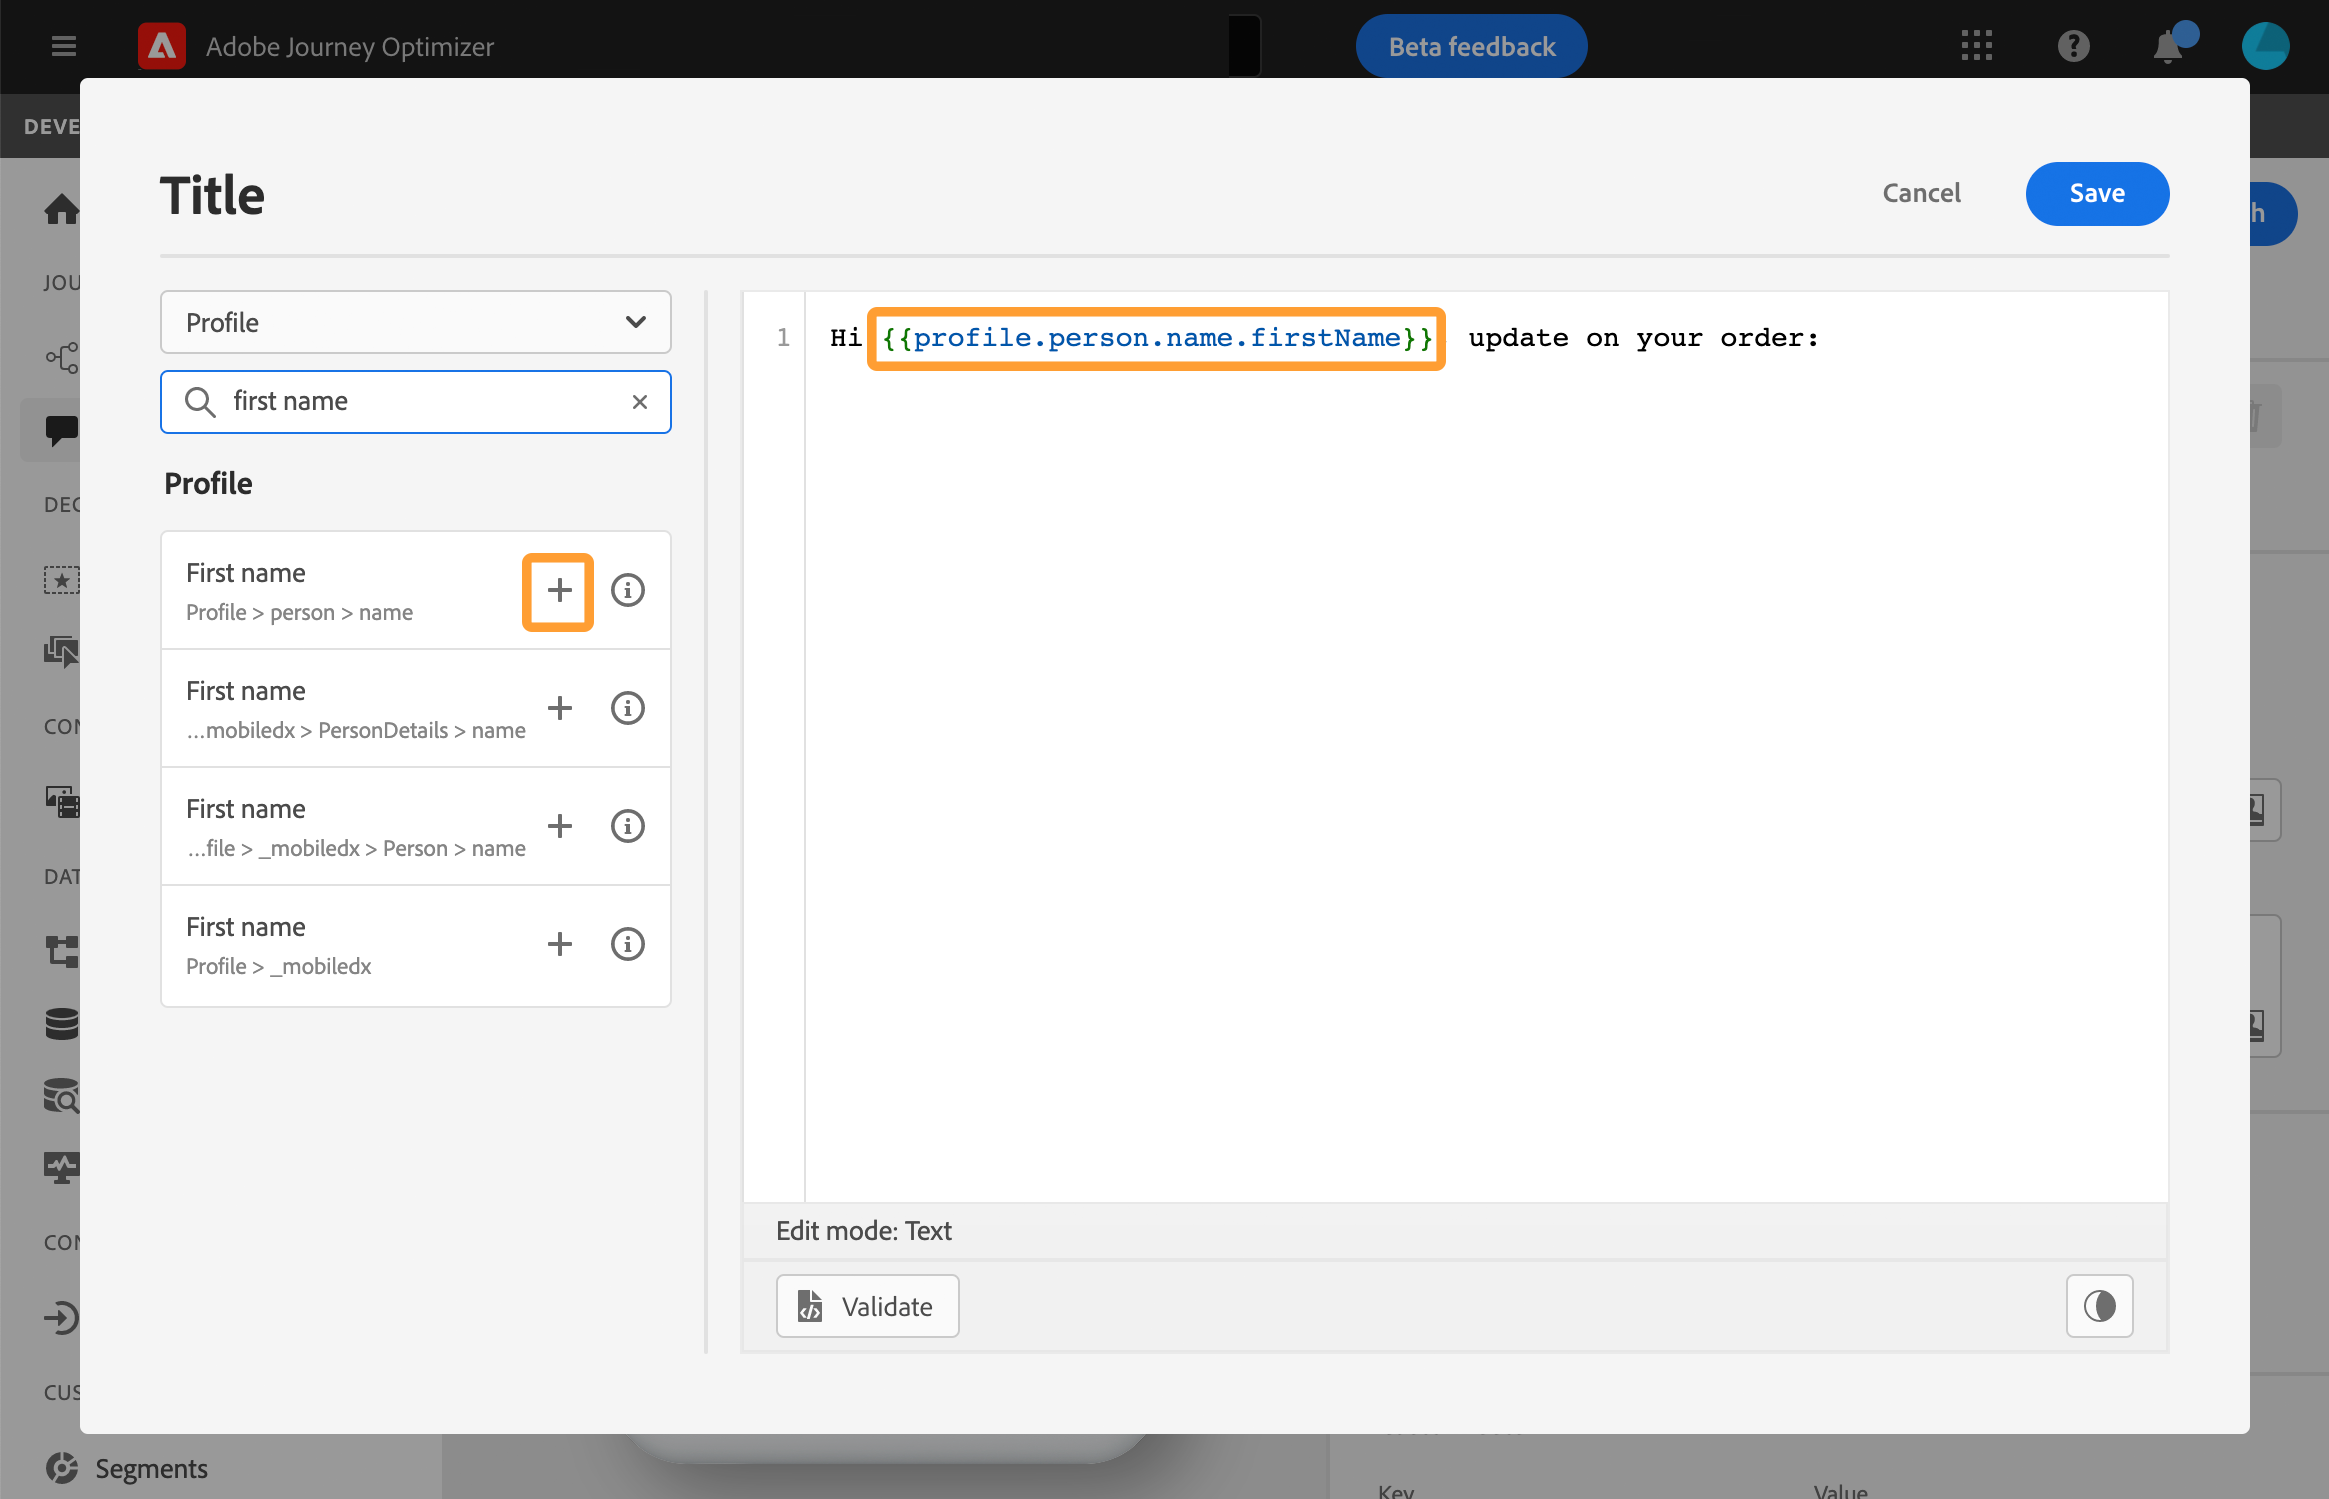 Adobe Journey Optimizer
Beta feedback
DEVE
Title
Cancel
Save
h
JOU
Profile
first name
1
Hi {{profile.person.name.firstName}} update on your order:
Profile
DEC
First name
Profile > person > name
First name
...mobiledx > PersonDetails > name
CON
First name
...file > _mobiledx > Person > name
DAT
First name
Profile > _mobiledx
Edit mode: Text
CON
Validate
CUS
Segments
Key
Value